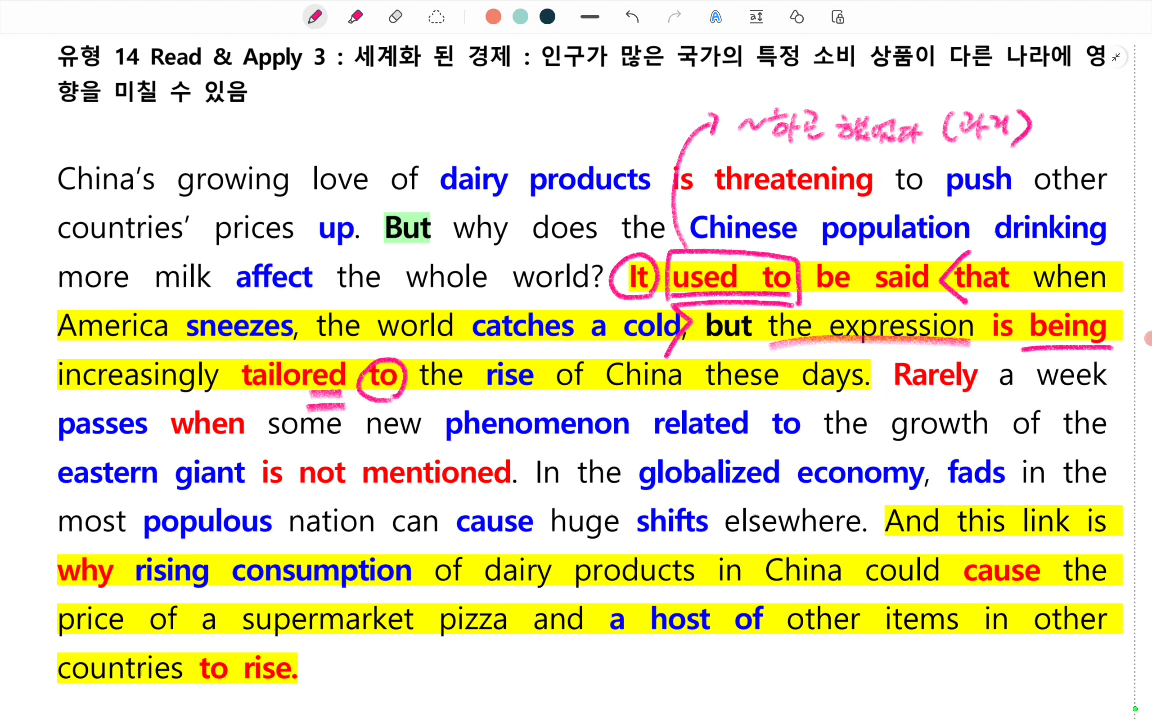 유형 14 Read & Apply 3 : 세계화 된 경제 : 인구가 많은 국가의 특정 소비 상품이 다른 나라에 영
향을 미칠 수 있음
~하곤 했었다 (과거)
China’s growing love of dairy products is threatening to push other
countries’ prices up. But why does the Chinese population drinking
more milk affect the whole world? It used to be said that when
America sneezes, the world catches a cold, but the expression is being
increasingly tailored to the rise of China these days. Rarely a week
passes when some new phenomenon related to the growth of the
eastern giant is not mentioned. In the globalized economy, fads in the
most populous nation can cause huge shifts elsewhere. And this link is
why rising consumption of dairy products in China could cause the
price of a supermarket pizza and a host of other items in other
countries to rise.